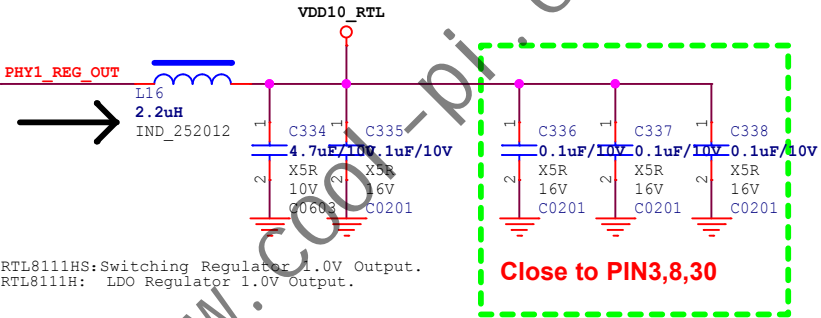 VDD10_RTL
PHY1_REG_OUT
L16
2.2uH
IND_252012
1
2
C334
4.7uF/10V
X5R
10V
C0603
1
2
C335
0.1uF/10V
X5R
16V
C0201
1
2
C336
0.1uF/10V
X5R
16V
C0201
1
2
C337
0.1uF/10V
X5R
16V
C0201
1
2
C338
0.1uF/10V
X5R
16V
C0201
RTL8111HS:Switching Regulator 1.0V Output.
RTL8111H: LDO Regulator 1.0V Output.
Close to PIN3,8,30
w.cool-pi.c